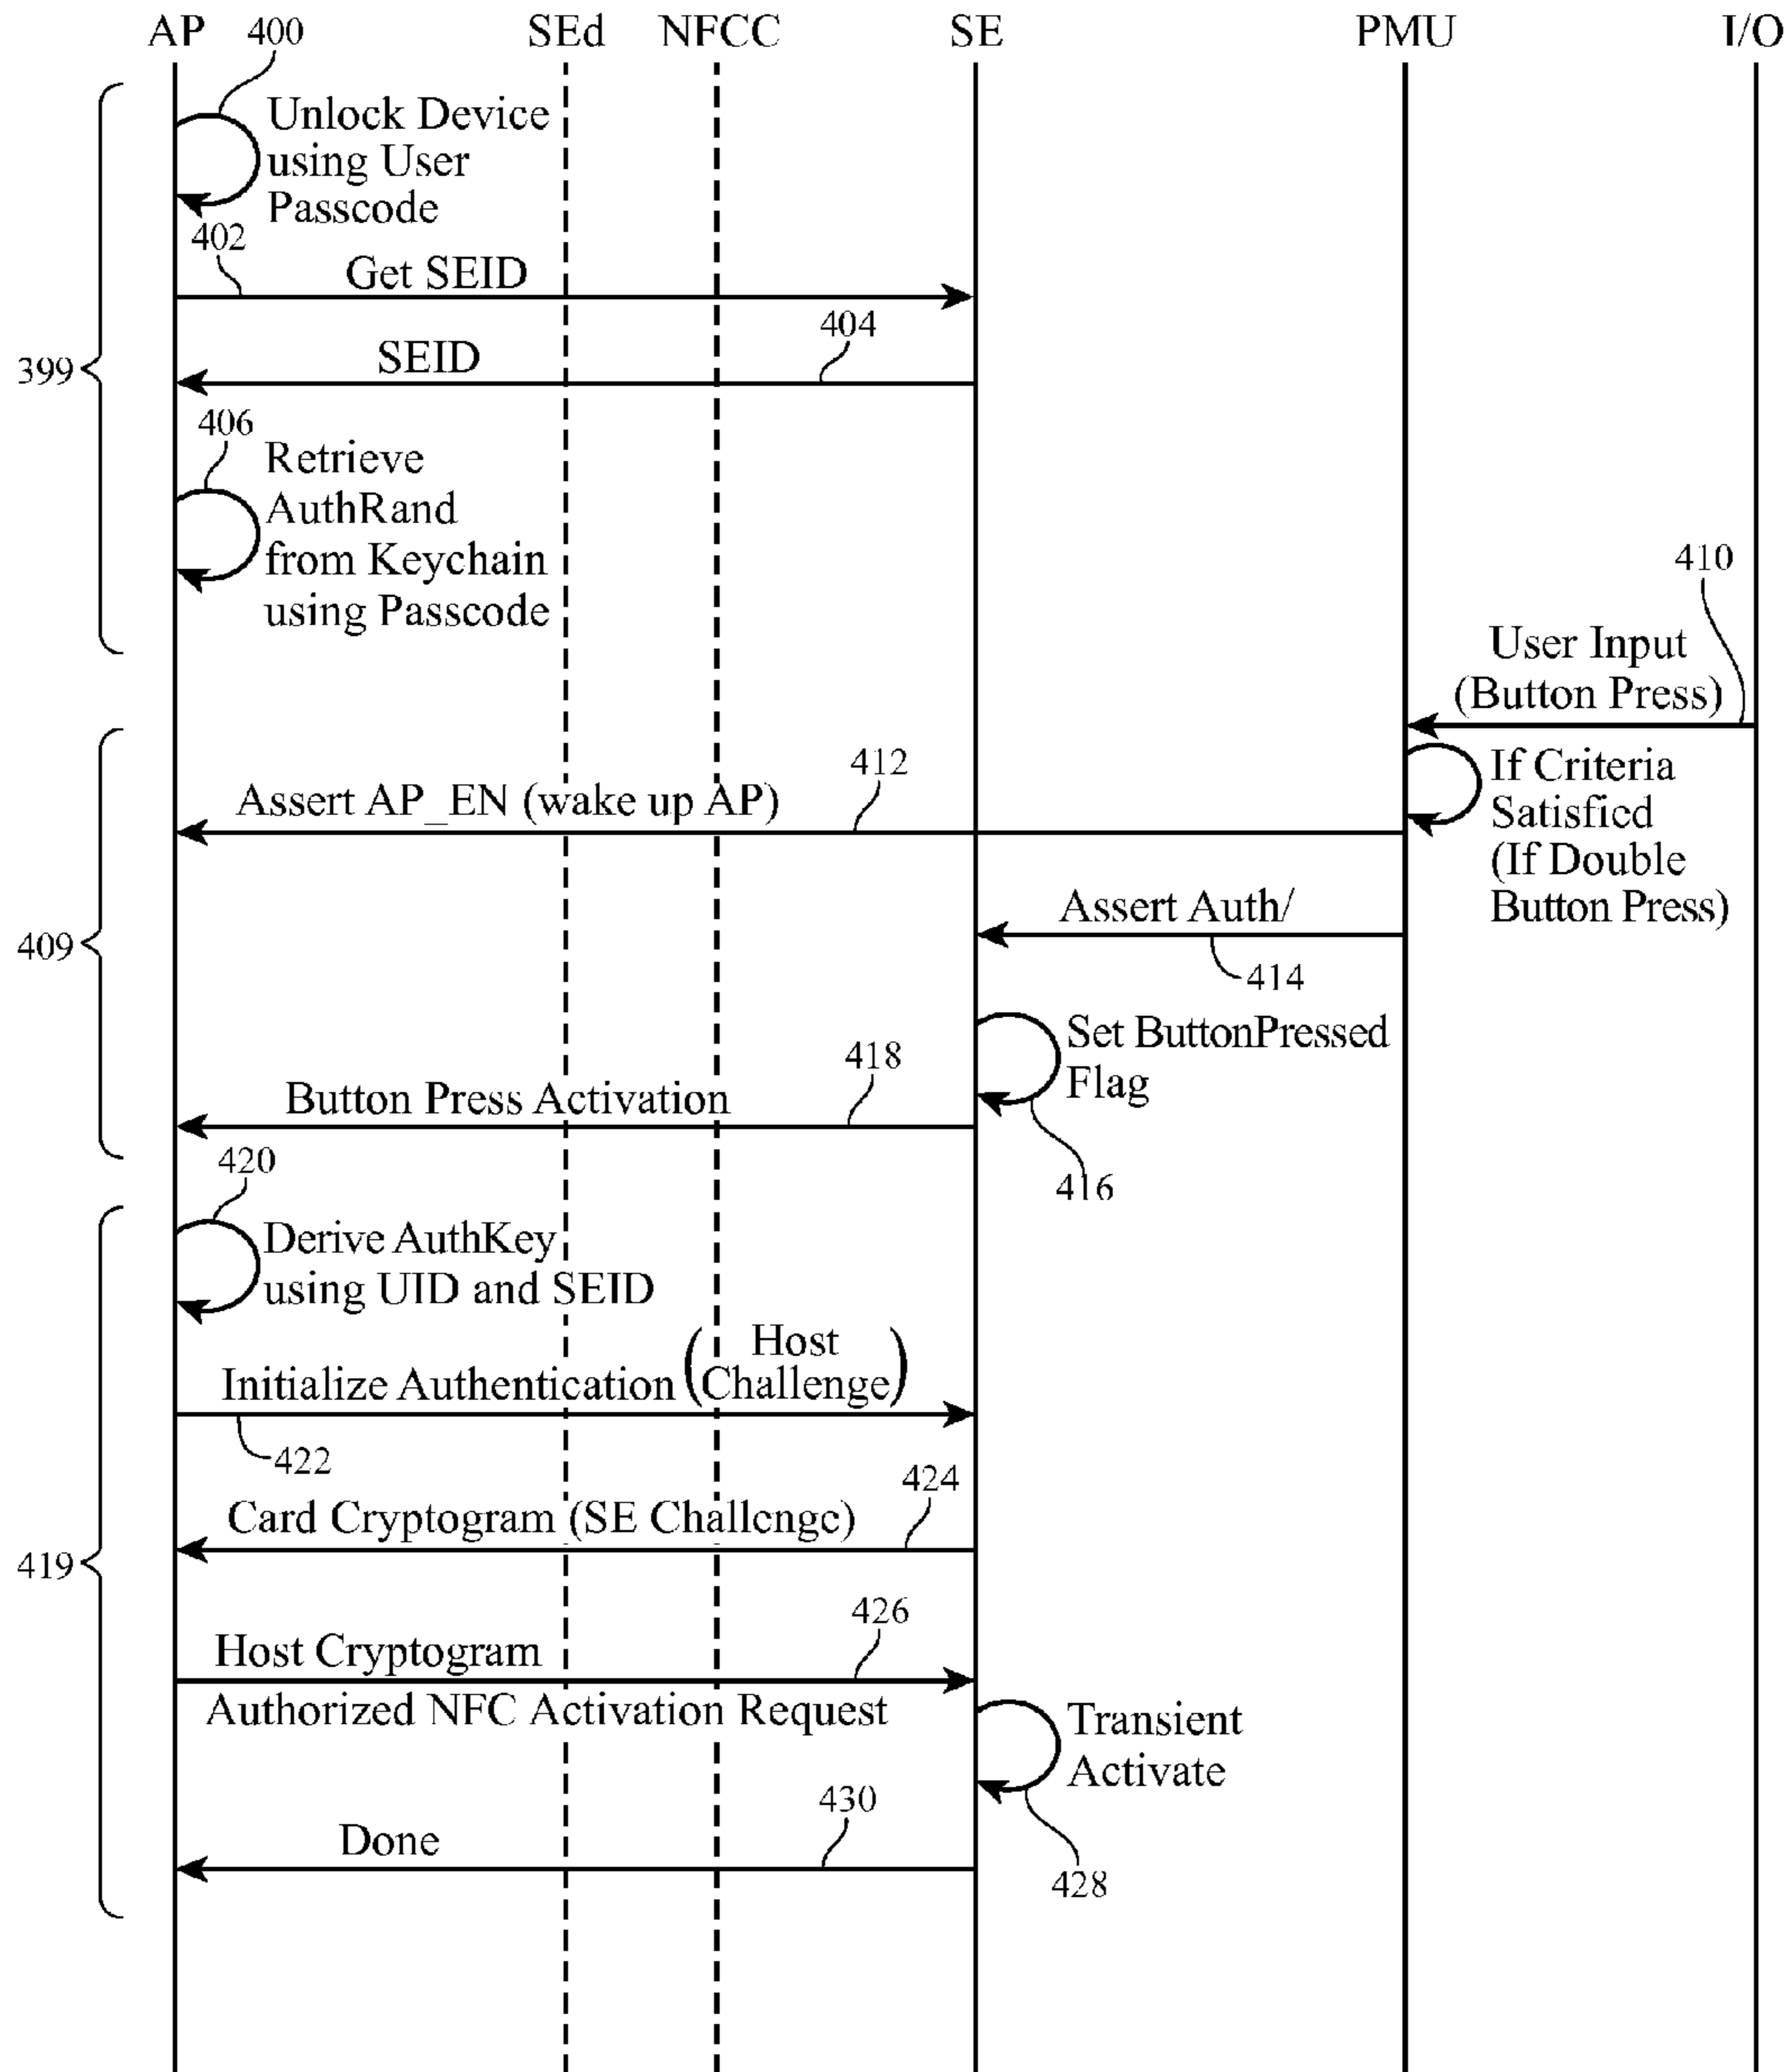 AP
SEd
NFCC
SE
PMU
I/O
400
Unlock Device
using User
Passcode
402
Get SEID
404
SEID
399
406
Retrieve
AuthRand
from Keychain
using Passcode
410
User Input
(Button Press)
If Criteria
Satisfied
(If Double
Button Press)
412
Assert AP_EN (wake up AP)
Assert Auth/
414
409
Set ButtonPressed
Flag
416
418
Button Press Activation
420
Derive AuthKey
using UID and SEID
Initialize Authentication (Host
Challenge)
422
424
Card Cryptogram (SE Challenge)
419
426
Host Cryptogram
Authorized NFC Activation Request
Transient
Activate
428
430
Done